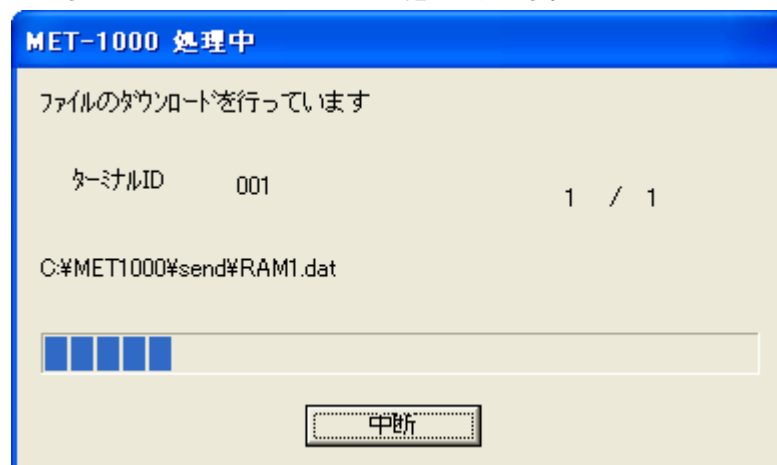 MET-1000 処理中
ファイルのダウンロードを行っています
ターミナルID 001 1 / 1
C:¥MET1000¥send¥RAM1.dat
中断